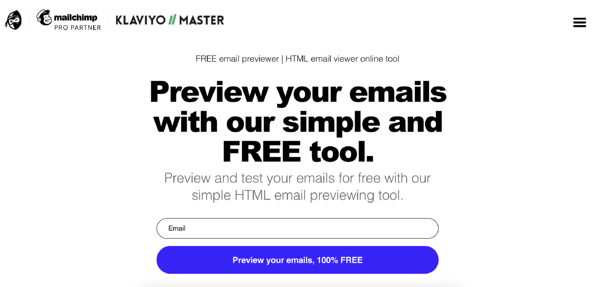 mailchimp
PRO PARTNER
KLAVIYO // MASTER
FREE email previewer | HTML email viewer online tool
Preview your emails
with our simple and
FREE tool.
Preview and test your emails for free with our
simple HTML email previewing tool.
Email
Preview your emails, 100% FREE